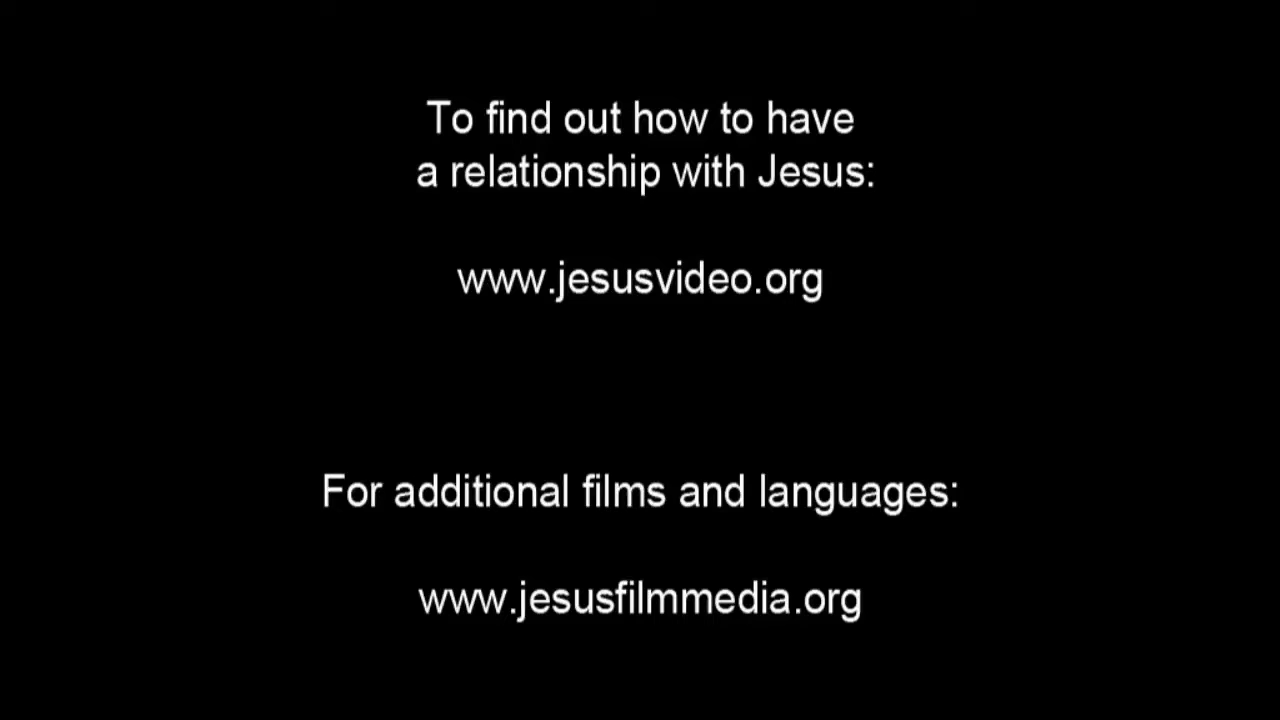 To find out how to have
a relationship with Jesus:
www.jesusvideo.org
For additional films and languages:
www.jesusfilmmedia.org